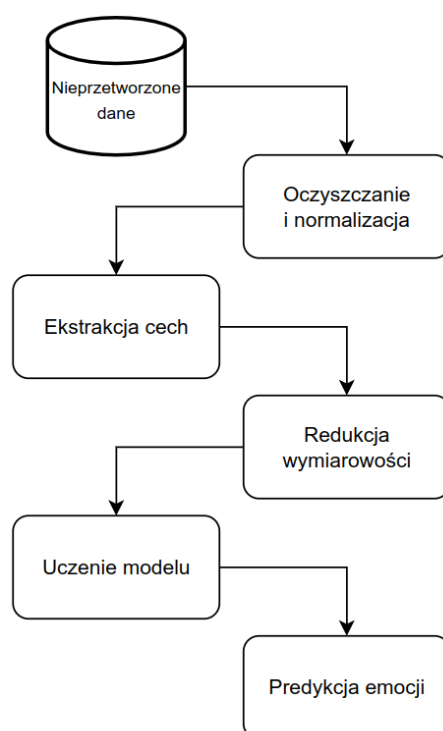 Nieprzetworzone
dane
Oczyszczanie
i normalizacja
Ekstrakcja cech
Redukcja
wymiarowości
Uczenie modelu
Predykcja emocji